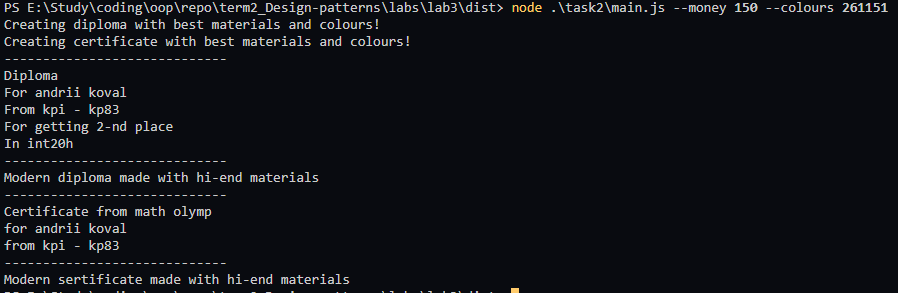 PS E:\Study\coding\oop\repo\term2_Design-patterns\labs\lab3\dist> node .\task2\main.js --money 150 --colours 261151
Creating diploma with best materials and colours!
Creating certificate with best materials and colours!
-----------------------------
Diploma
For andrii koval
From kpi - kp83
For getting 2-nd place
In int20h
-----------------------------
Modern diploma made with hi-end materials
-----------------------------
Certificate from math olymp
for andrii koval
from kpi - kp83
-----------------------------
Modern sertificate made with hi-end materials